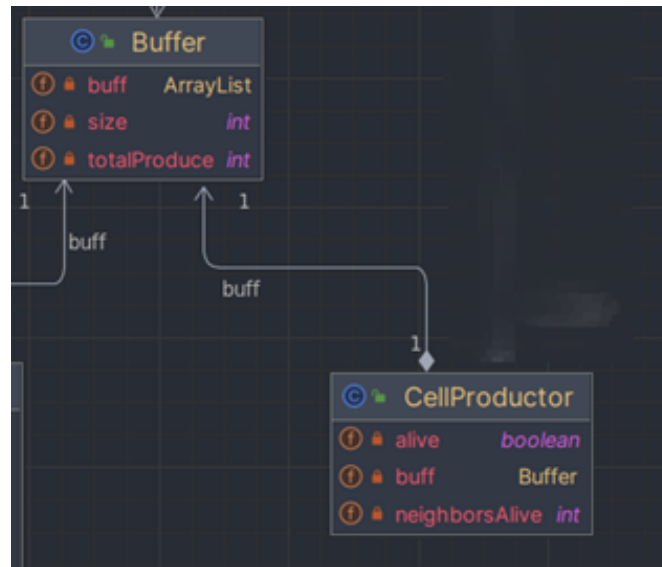 Buffer
buff ArrayList
size int
totalProduce int
1 1
buff
buff
1
CellProductor
alive boolean
buff Buffer
neighborsAlive int